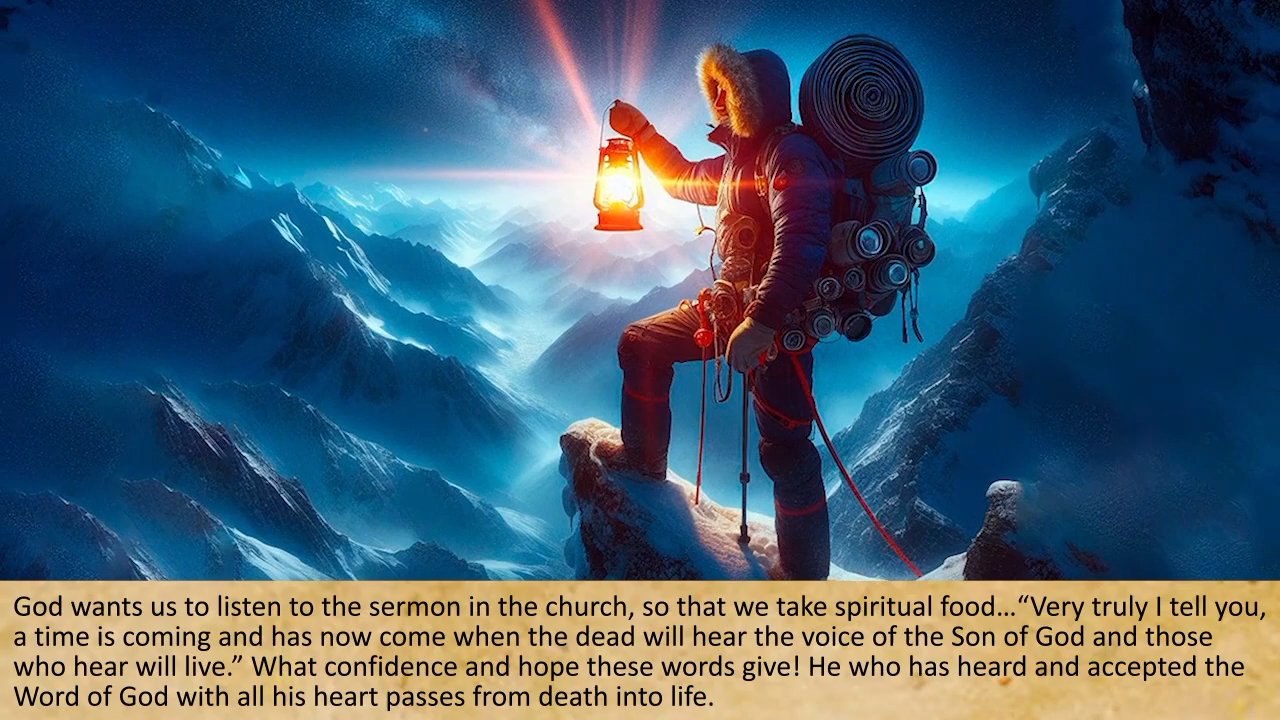 God wants us to listen to the sermon in the church, so that we take spiritual food…“Very truly I tell you,
a time is coming and has now come when the dead will hear the voice of the Son of God and those
who hear will live.” What confidence and hope these words give! He who has heard and accepted the
Word of God with all his heart passes from death into life.